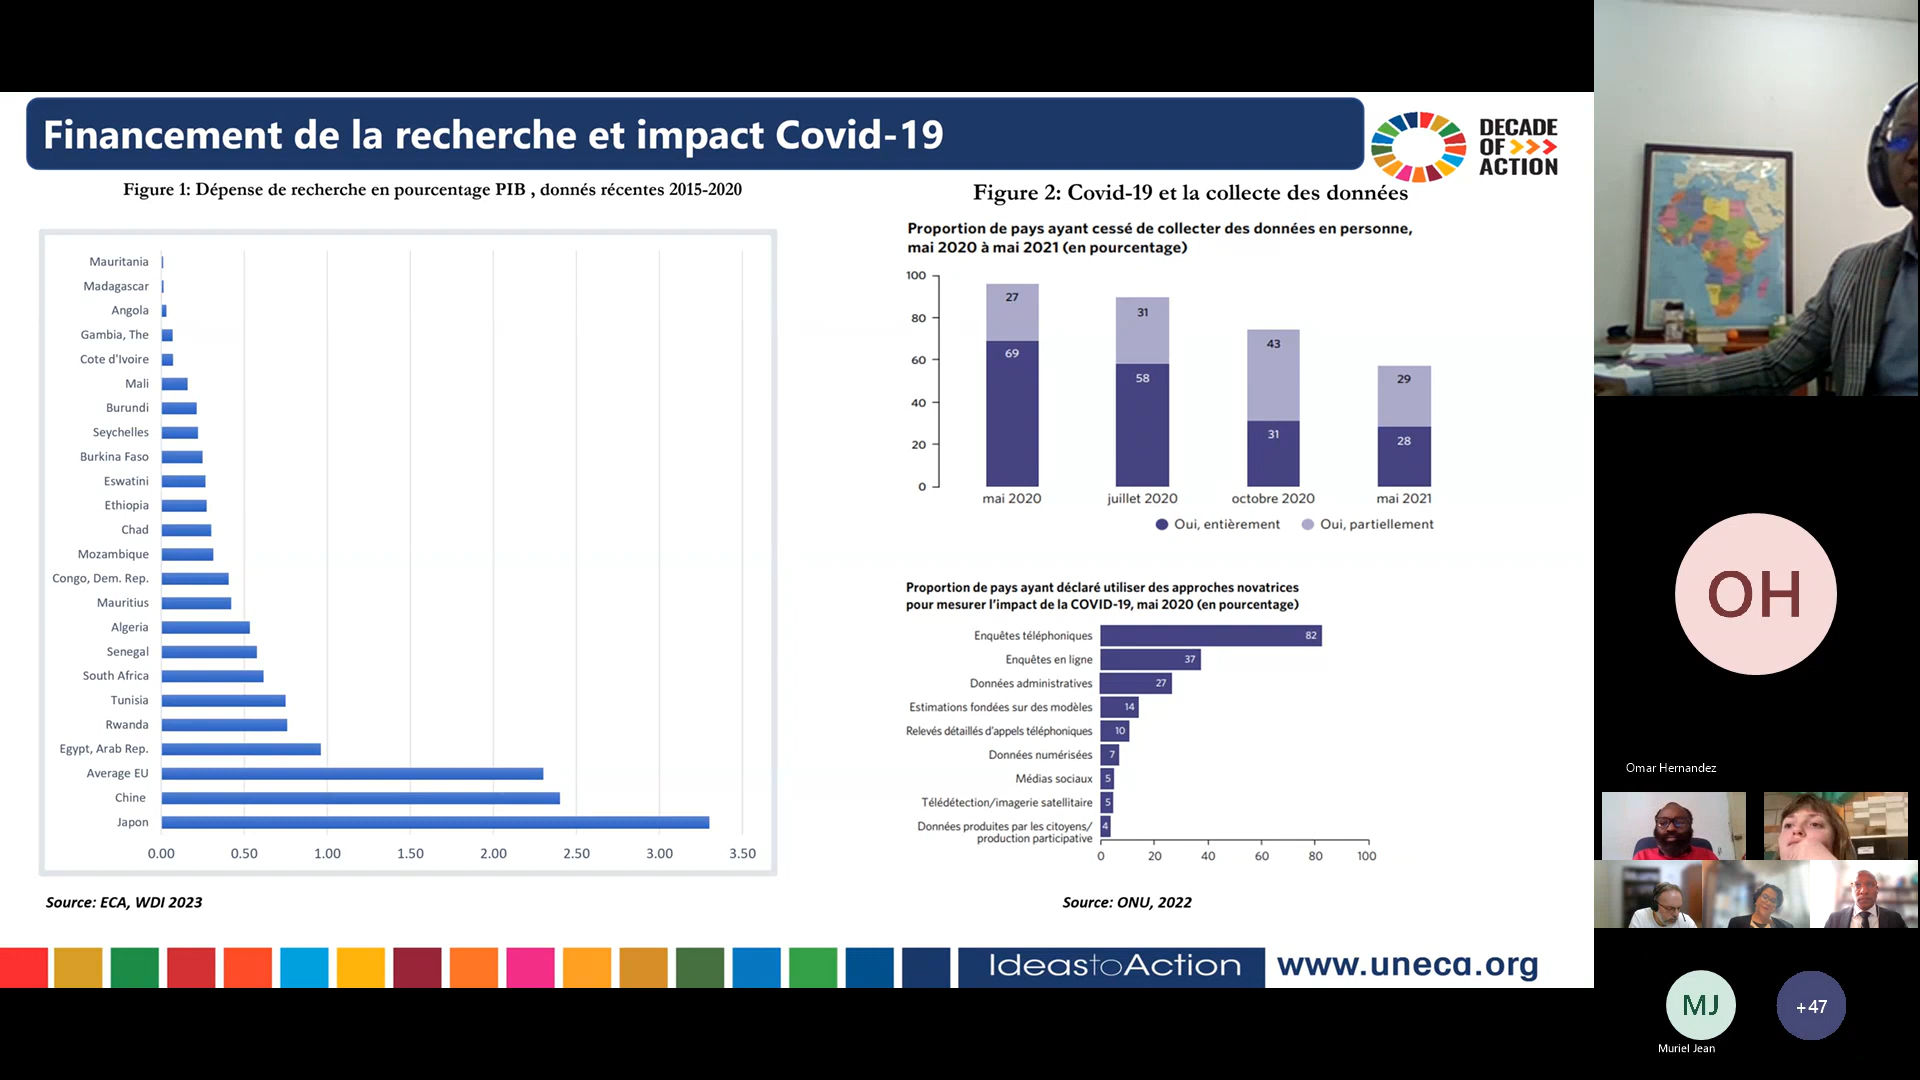 Financement de la recherche et impact Covid-19
DECADE
OF >>>
ACTION
Figure 1: Dépense de recherche en pourcentage PIB , donnés récentes 2015-2020
Mauritania
Madagascar
Angola
Gambia, The
Cote d'Ivoire
Mali
Burundi
Seychelles
Burkina Faso
Eswatini
Ethiopia
Chad
Mozambique
Congo, Dem. Rep.
Mauritius
Algeria
Senegal
South Africa
Tunisia
Rwanda
Egypt, Arab Rep.
Average EU
Chine
Japon
0.00 0.50 1.00 1.50 2.00 2.50 3.00 3.50
Source: ECA, WDI 2023
Figure 2: Covid-19 et la collecte des données
Proportion de pays ayant cessé de collecter des données en personne,
mai 2020 à mai 2021 (en pourcentage)
100
80
60
40
20
0
27
69
31
58
43
31
29
28
mai 2020 juillet 2020 octobre 2020 mai 2021
Oui, entièrement Oui, partiellement
Proportion de pays ayant déclaré utiliser des approches novatrices
pour mesurer l'impact de la COVID-19, mai 2020 (en pourcentage)
Enquêtes téléphoniques 82
Enquêtes en ligne 37
Données administratives 27
Estimations fondées sur des modèles 14
Relevés détaillés d'appels téléphoniques 10
Données numérisées 7
Médias sociaux 5
Télédétection/imagerie satellitaire 5
Données produites par les citoyens/ 4
production participative
0 20 40 60 80 100
Source: ONU, 2022
IdeastoAction
www.uneca.org
OH
Omar Hernandez
MJ
+47
Muriel Jean